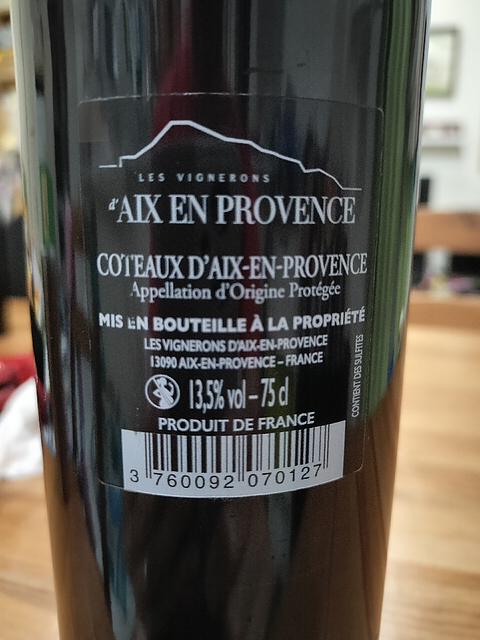 LES VIGNERONS
d'AIX EN PROVENCE
COTEAUX D'AIX-EN-PROVENCE
Appellation d'Origine Protégée
MIS EN BOUTEILLE À LA PROPRIÉTÉ
LES VIGNERONS D'AIX-EN-PROVENCE
13090 AIX-EN-PROVENCE – FRANCE
13,5% vol – 75 cl
PRODUIT DE FRANCE
CONTIENT DES SULFITES
3 760092 070127